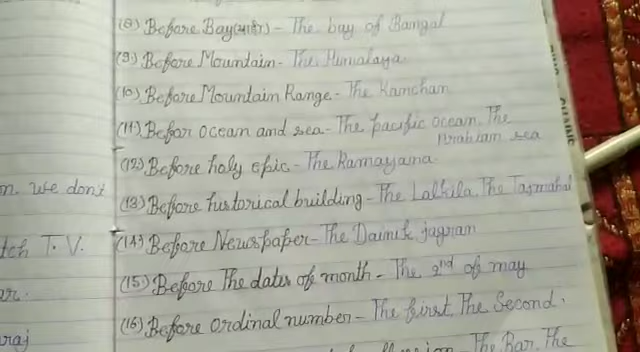 (8) Before Bay(खाड़ी) - The bay of Bangal
(9) Before Mountain - The Himalaya
(10) Before Mountain Range - The Kanchan
(11) Befor ocean and sea - The pacific ocean, The
Arabian sea
(12) Before holy epic - The Ramayana
n. we don't
(13) Before historical building - The Lalkila, The Tajmahal
tch T.V.
(14) Before Newspaper - The Dainik jagran
(15) Before The dates of month - The 2nd of may
ar.
(16) Before ordinal number - The first, The Second.
raj
The Bar, The